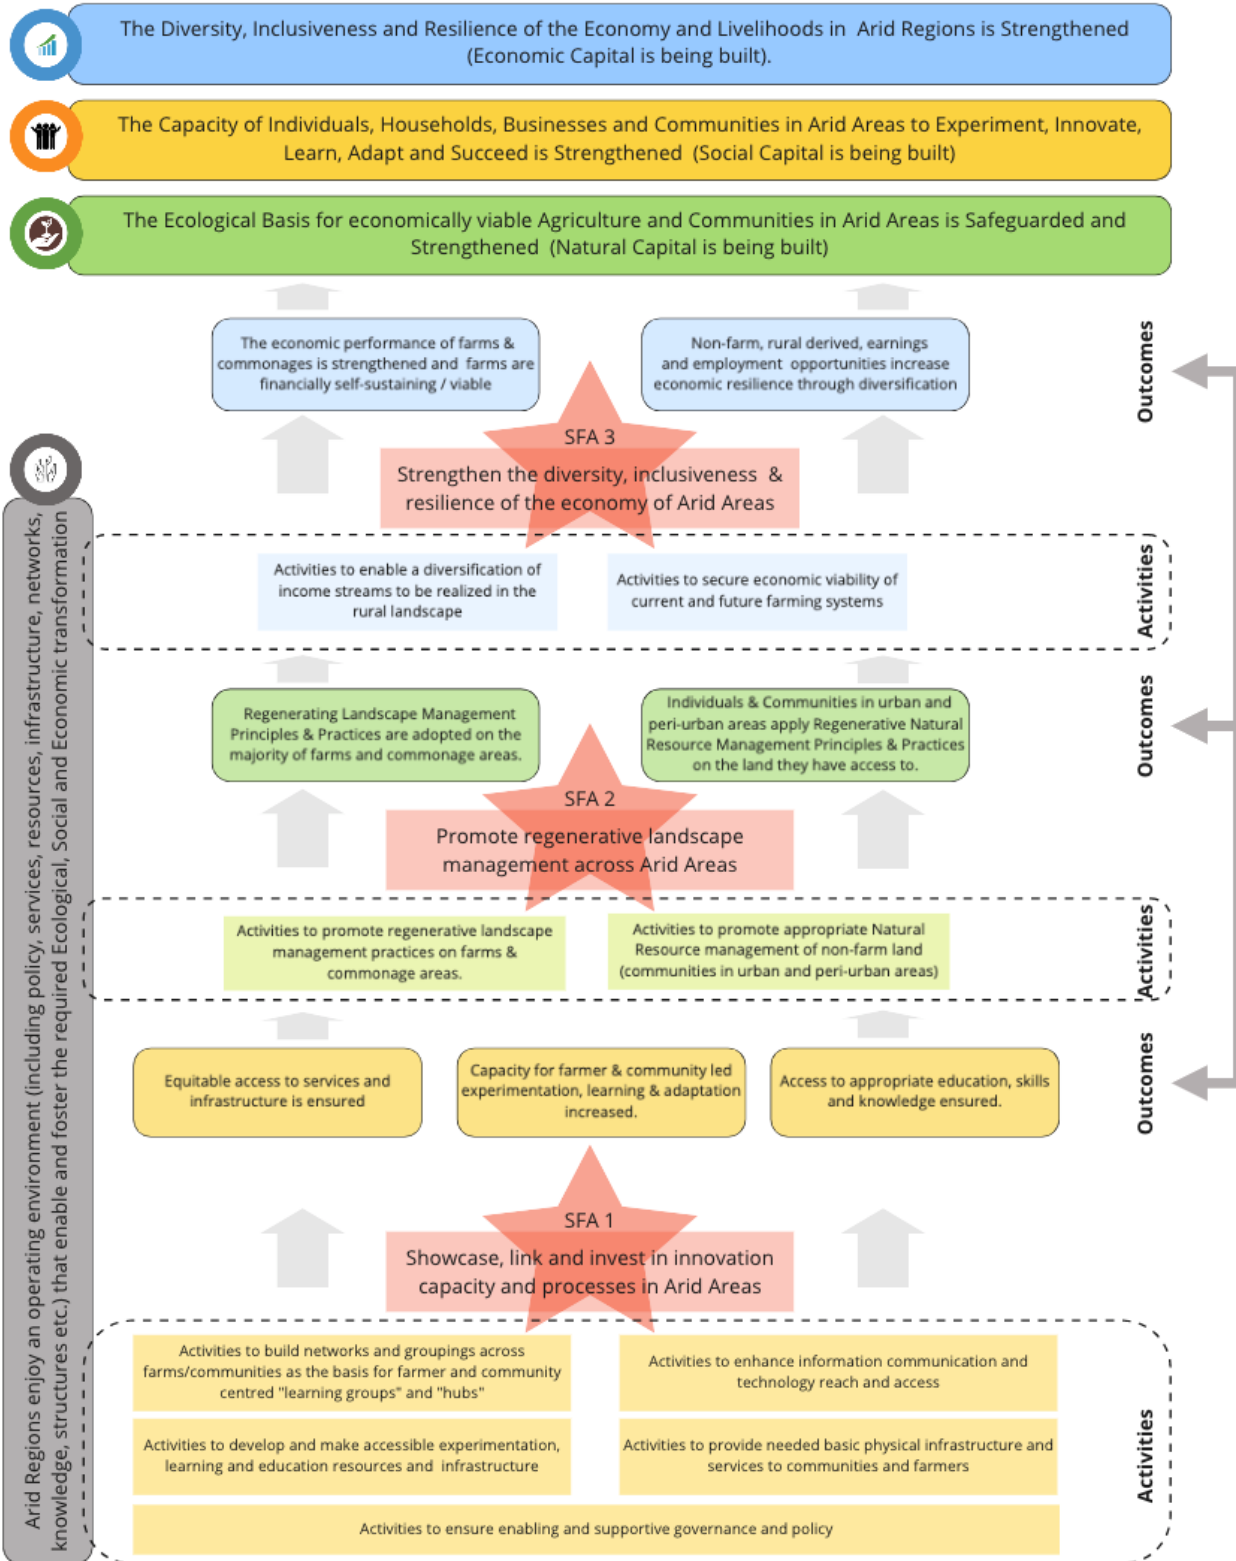 The Diversity, Inclusiveness and Resilience of the Economy and Livelihoods in Arid Regions is Strengthened
(Economic Capital is being built).
The Capacity of Individuals, Households, Businesses and Communities in Arid Areas to Experiment, Innovate,
Learn, Adapt and Succeed is Strengthened (Social Capital is being built)
The Ecological Basis for economically viable Agriculture and Communities in Arid Areas is Safeguarded and
Strengthened (Natural Capital is being built)
The economic performance of farms &
commonages is strengthened and farms are
financially self-sustaining / viable
Non-farm, rural derived, earnings
and employment opportunities increase
economic resilience through diversification
Outcomes
SFA 3
Strengthen the diversity, inclusiveness &
resilience of the economy of Arid Areas
Activities to enable a diversification of
income streams to be realized in the
rural landscape
Activities to secure economic viability of
current and future farming systems
Activities
Regenerating Landscape Management
Principles & Practices are adopted on the
majority of farms and commonage areas.
Individuals & Communities in urban and
peri-urban areas apply Regenerative Natural
Resource Management Principles & Practices
on the land they have access to.
Outcomes
SFA 2
Promote regenerative landscape
management across Arid Areas
Activities to promote regenerative landscape
management practices on farms &
commonage areas.
Activities to promote appropriate Natural
Resource management of non-farm land
(communities in urban and peri-urban areas)
Activities
Equitable access to services and
infrastructure is ensured
Capacity for farmer & community led
experimentation, learning & adaptation
increased.
Access to appropriate education, skills
and knowledge ensured.
Outcomes
SFA 1
Showcase, link and invest in innovation
capacity and processes in Arid Areas
Activities to build networks and groupings across
farms/communities as the basis for farmer and community
centred "learning groups" and "hubs"
Activities to enhance information communication and
technology reach and access
Activities to develop and make accessible experimentation,
learning and education resources and infrastructure
Activities to provide needed basic physical infrastructure and
services to communities and farmers
Activities to ensure enabling and supportive governance and policy
Activities
Arid Regions enjoy an operating environment (including policy, services, resources, infrastructure, networks,
knowledge, structures etc.) that enable and foster the required Ecological, Social and Economic transformation